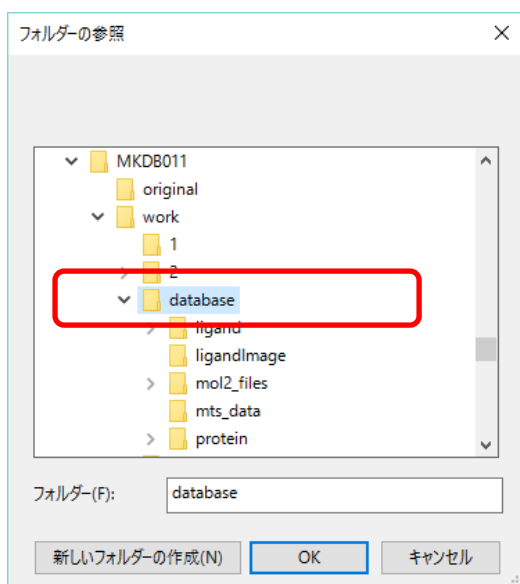 フォルダーの参照
MKDB011
original
work
1
2
database
ligand
ligandImage
mol2_files
mts_data
protein
フォルダー(F):
database
新しいフォルダーの作成(N)
OK
キャンセル